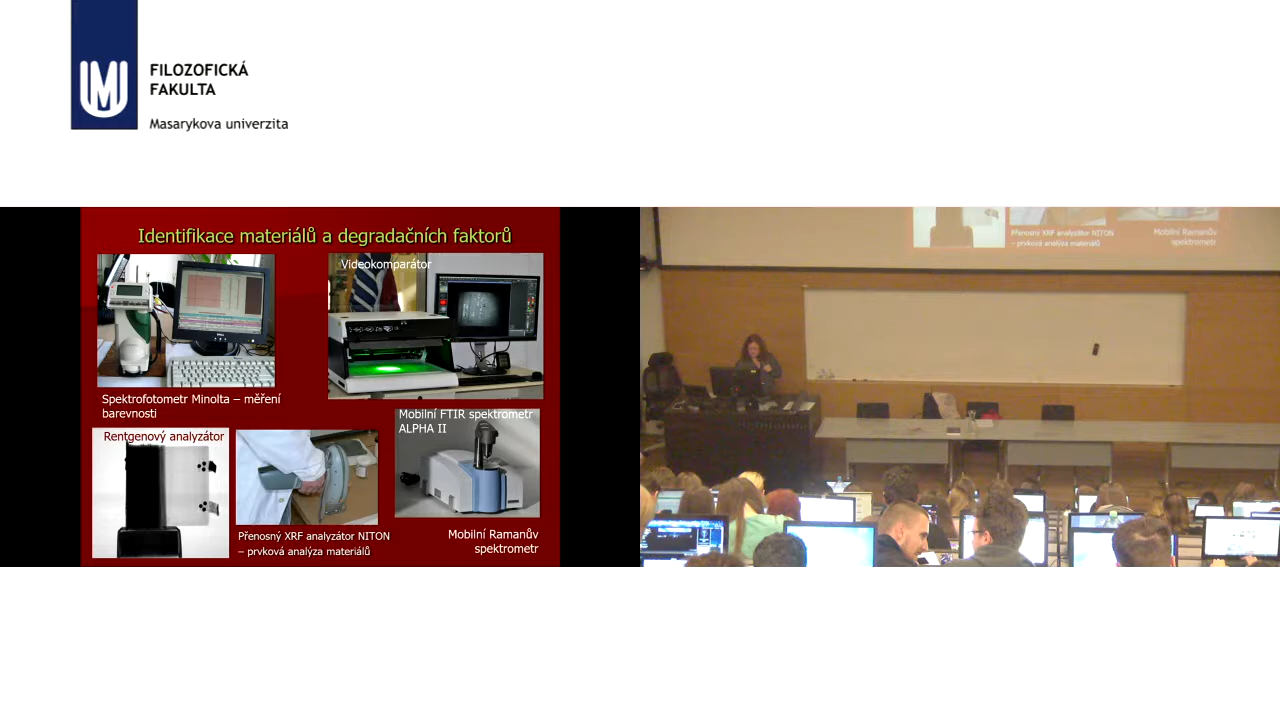 FILOZOFICKÁ
FAKULTA
Masarykova univerzita
Identifikace materiálů a degradačních faktorů
Videokomparátor
Spektrofotometr Minolta – měření
barevnosti
Mobilní FTIR spektrometr
ALPHA II
Rentgenový analyzátor
Přenosný XRF analyzátor NITON
– prvková analýza materiálů
Mobilní Ramanův
spektrometr
Přenosný XRF analyzátor NITON
– prvková analýza materiálů
Mobilní Ramanův
spektrometr